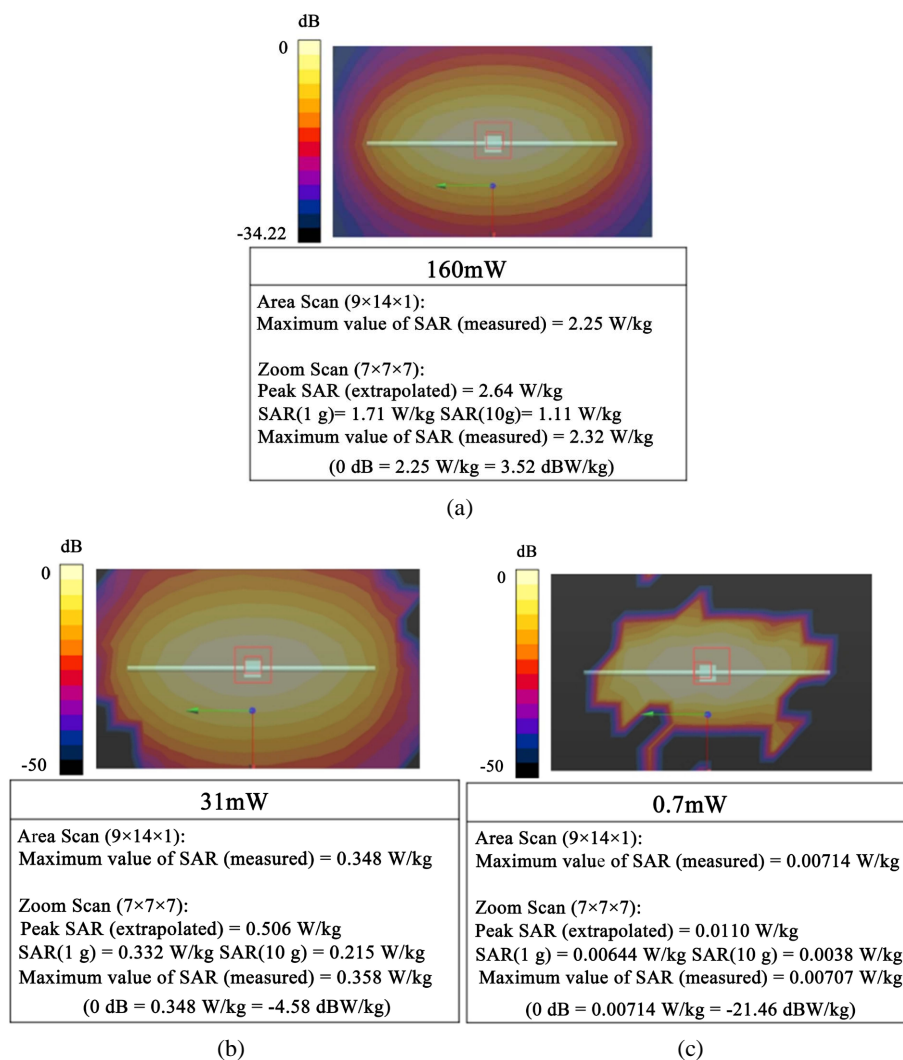 dB
0
-34.22
160mW
Area Scan (9×14×1):
Maximum value of SAR (measured) = 2.25 W/kg
Zoom Scan (7×7×7):
Peak SAR (extrapolated) = 2.64 W/kg
SAR(1 g)= 1.71 W/kg SAR(10g)= 1.11 W/kg
Maximum value of SAR (measured) = 2.32 W/kg
(0 dB = 2.25 W/kg = 3.52 dBW/kg)
(a)
dB
0
-50
31mW
Area Scan (9×14×1):
Maximum value of SAR (measured) = 0.348 W/kg
Zoom Scan (7×7×7):
Peak SAR (extrapolated) = 0.506 W/kg
SAR(1 g) = 0.332 W/kg SAR(10 g) = 0.215 W/kg
Maximum value of SAR (measured) = 0.358 W/kg
(0 dB = 0.348 W/kg = -4.58 dBW/kg)
(b)
dB
0
-50
0.7mW
Area Scan (9×14×1):
Maximum value of SAR (measured) = 0.00714 W/kg
Zoom Scan (7×7×7):
Peak SAR (extrapolated) = 0.0110 W/kg
SAR(1 g) = 0.00644 W/kg SAR(10 g) = 0.0038 W/kg
Maximum value of SAR (measured) = 0.00707 W/kg
(0 dB = 0.00714 W/kg = -21.46 dBW/kg)
(c)